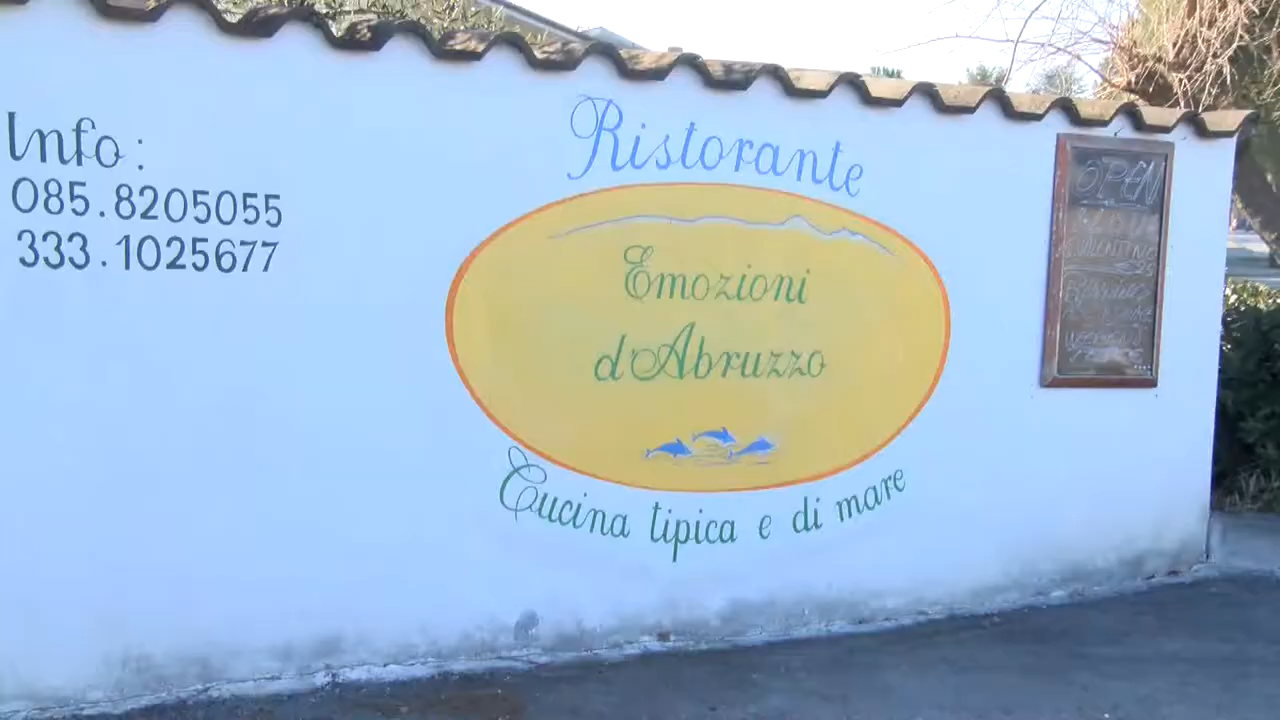 Info:
085.8205055
333.1025677
Ristorante
Emozioni
d'Abruzzo
Cucina tipica e di mare
OPEN